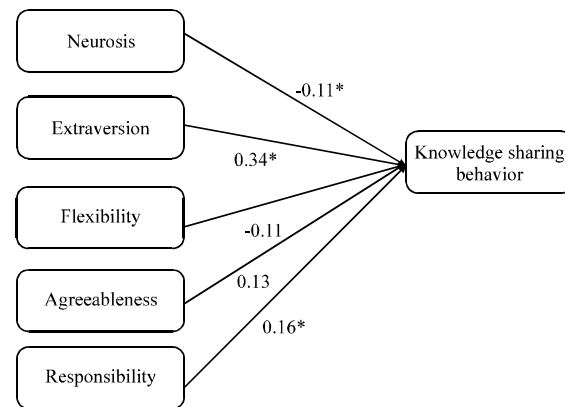 Neurosis
-0.11*
Extraversion
0.34*
Knowledge sharing
behavior
Flexibility
-0.11
Agreeableness
0.13
0.16*
Responsibility